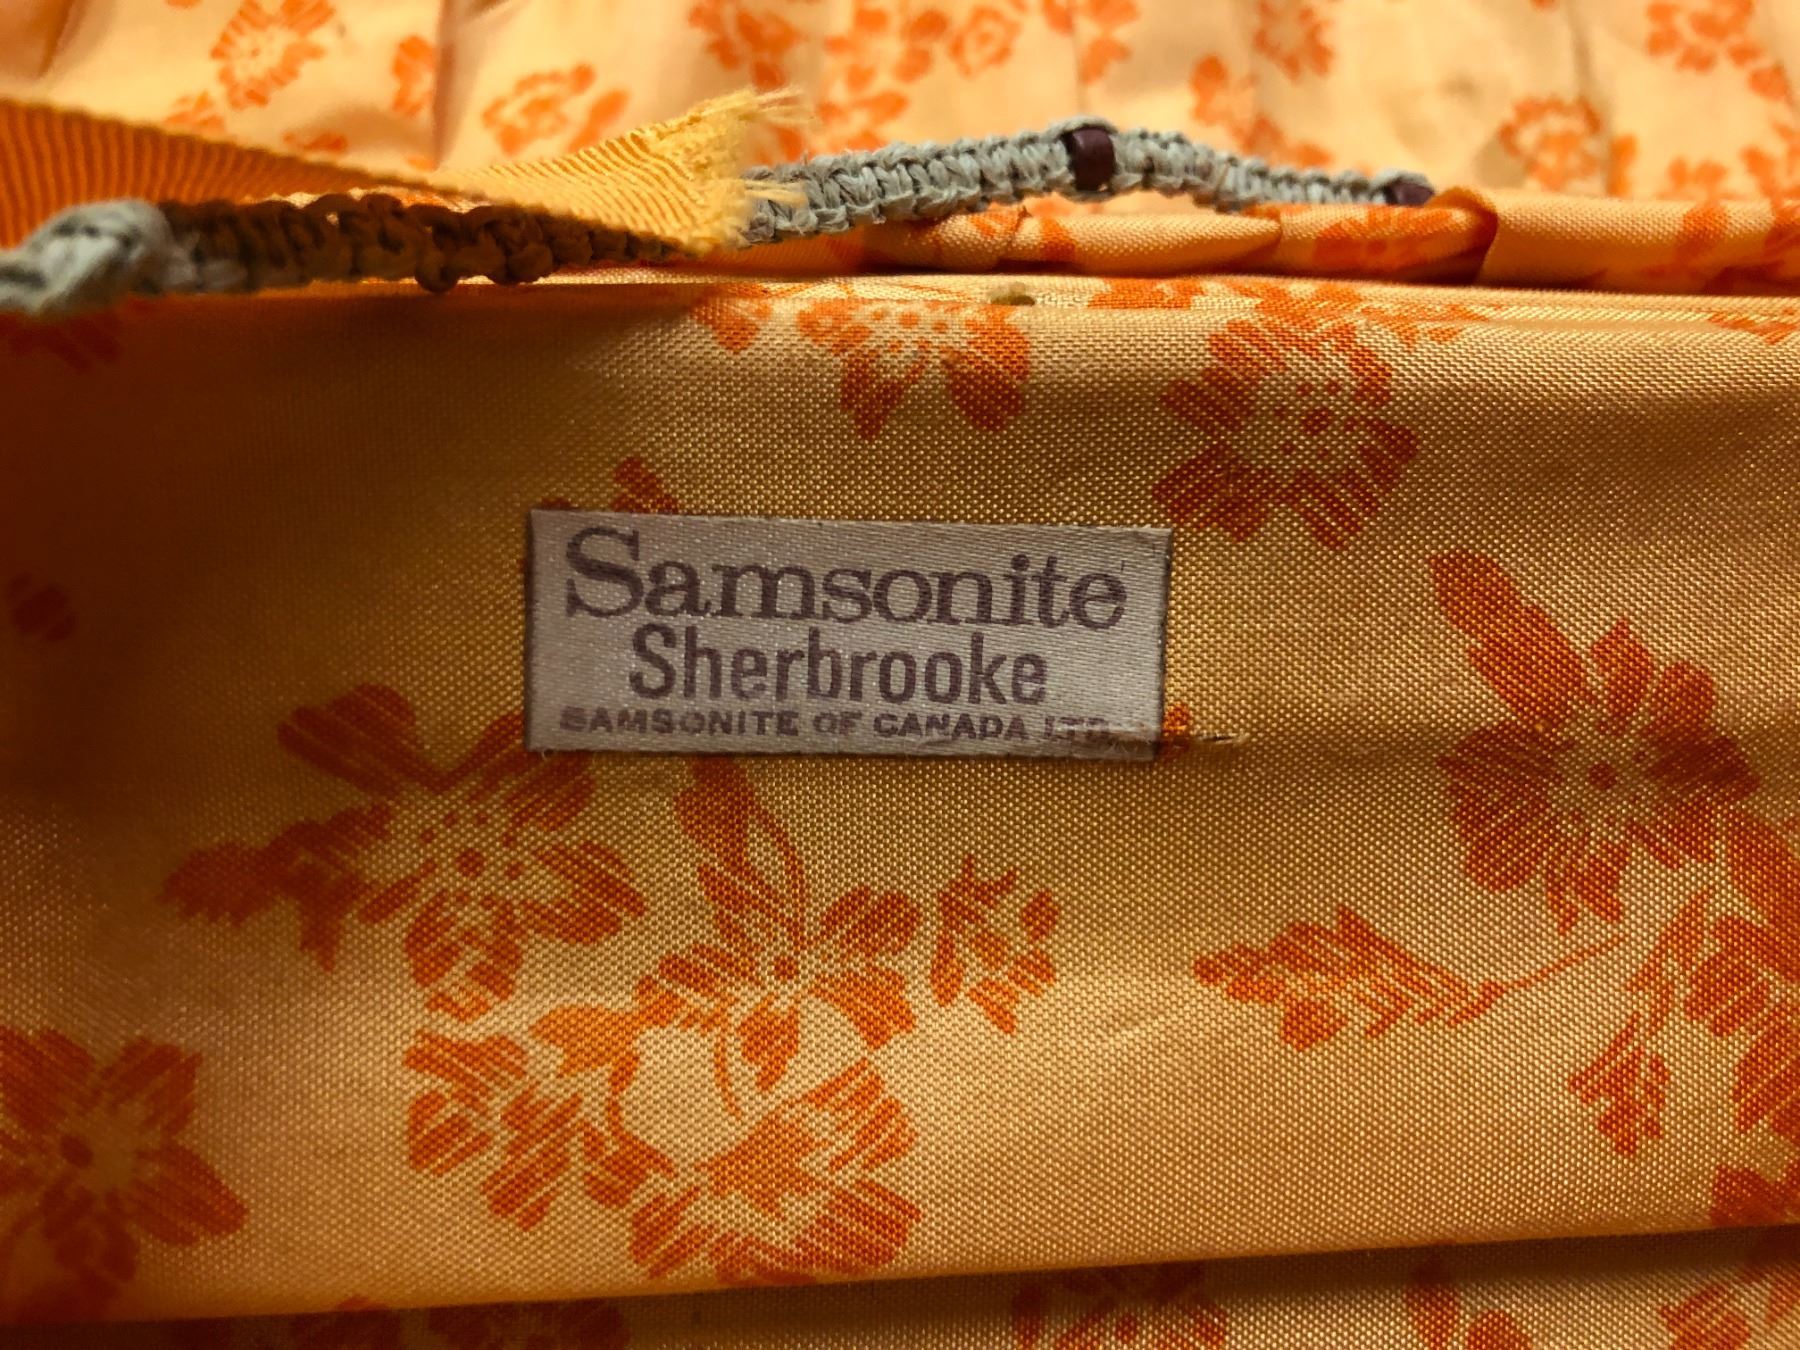 Samsonite
Sherbrooke
SAMSONITE OF CANADA LTD.